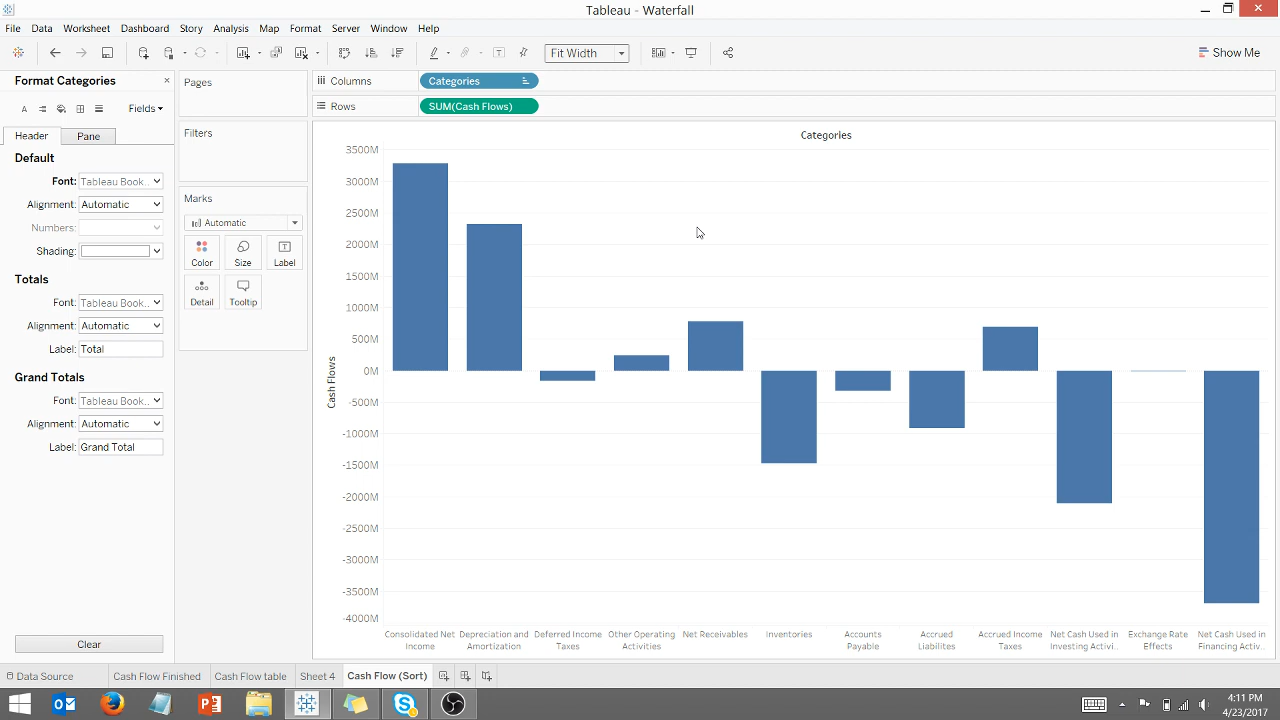 Tableau - Waterfall
File Data Worksheet Dashboard Story Analysis Map Format Server Window Help
Fit Width
Show Me
Format Categories
Fields
Header Pane
Default
Font: Tableau Book..
Alignment: Automatic
Numbers:
Shading:
Totals
Font: Tableau Book..
Alignment: Automatic
Label: Total
Grand Totals
Font: Tableau Book..
Alignment: Automatic
Label: Grand Total
Clear
Pages
Filters
Marks
Automatic
Color Size Label
Detail Tooltip
Columns Categories
Rows SUM(Cash Flows)
Categories
3500M
3000M
2500M
2000M
1500M
1000M
500M
0M
-500M
-1000M
-1500M
-2000M
-2500M
-3000M
-3500M
-4000M
Cash Flows
Consolidated Net
Income
Depreciation and
Amortization
Deferred Income
Taxes
Other Operating
Activities
Net Receivables
Inventories
Accounts
Payable
Accrued
Liabilites
Accrued Income
Taxes
Net Cash Used in
Investing Activi..
Exchange Rate
Effects
Net Cash Used in
Financing Activ..
Data Source Cash Flow Finished Cash Flow table Sheet 4 Cash Flow (Sort)
4:11 PM
4/23/2017